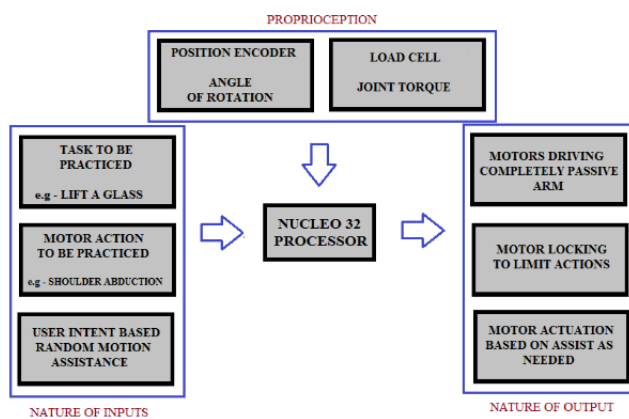 PROPRIOCEPTION
POSITION ENCODER
ANGLE
OF ROTATION
LOAD CELL
JOINT TORQUE
TASK TO BE
PRACTICED
e.g - LIFT A GLASS
MOTOR ACTION
TO BE PRACTICED
e.g - SHOULDER ABDUCTION
USER INTENT BASED
RANDOM MOTION
ASSISTANCE
NATURE OF INPUTS
NUCLEO 32
PROCESSOR
MOTORS DRIVING
COMPLETELY PASSIVE
ARM
MOTOR LOCKING
TO LIMIT ACTIONS
MOTOR ACTUATION
BASED ON ASSIST AS
NEEDED
NATURE OF OUTPUT